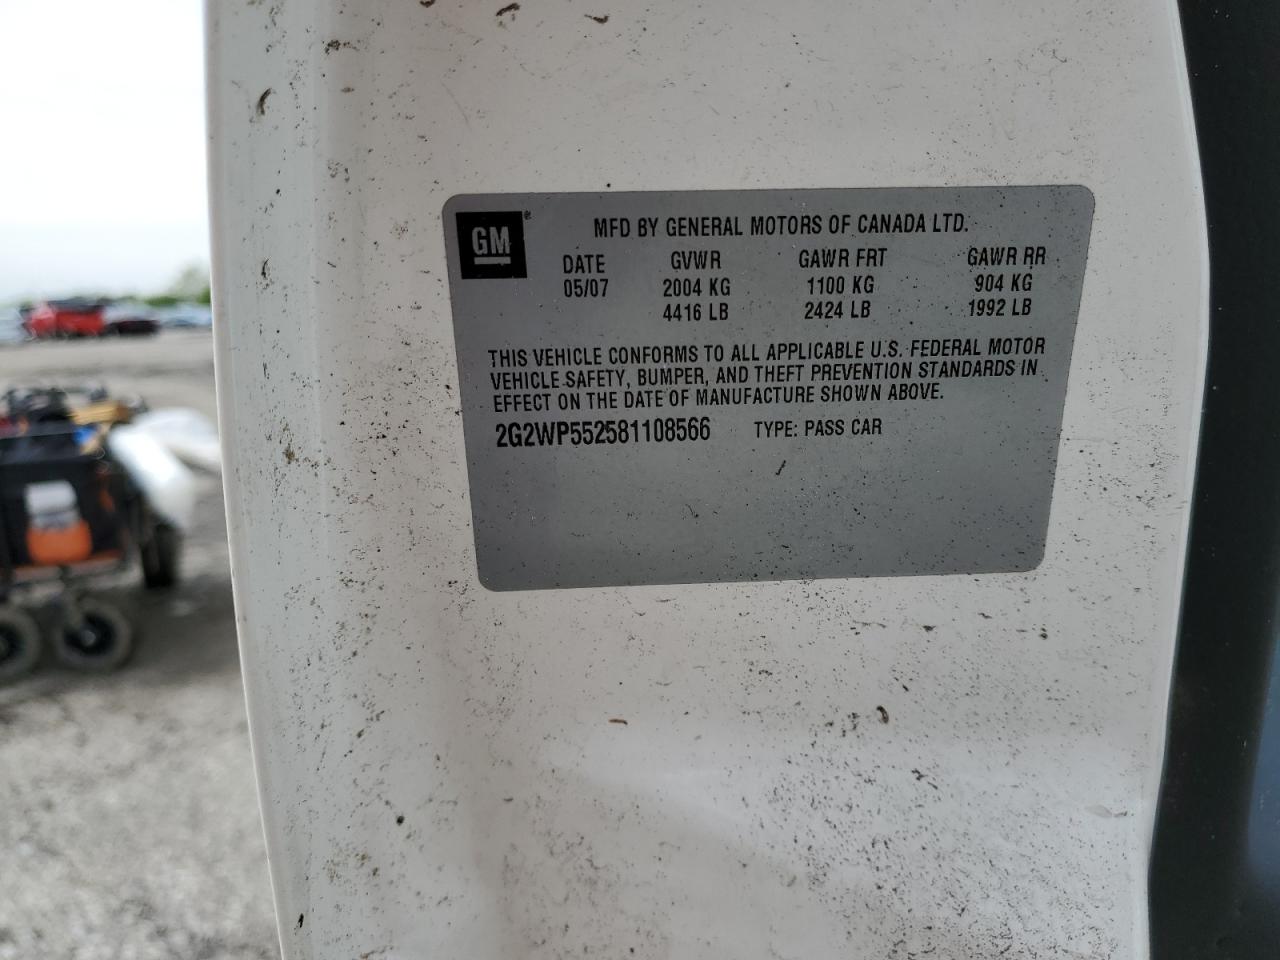 GM®
MFD BY GENERAL MOTORS OF CANADA LTD.
DATE GVWR GAWR FRT GAWR RR
05/07 2004 KG 1100 KG 904 KG
4416 LB 2424 LB 1992 LB
THIS VEHICLE CONFORMS TO ALL APPLICABLE U.S. FEDERAL MOTOR
VEHICLE SAFETY, BUMPER, AND THEFT PREVENTION STANDARDS IN
EFFECT ON THE DATE OF MANUFACTURE SHOWN ABOVE.
2G2WP552581108566 TYPE: PASS CAR